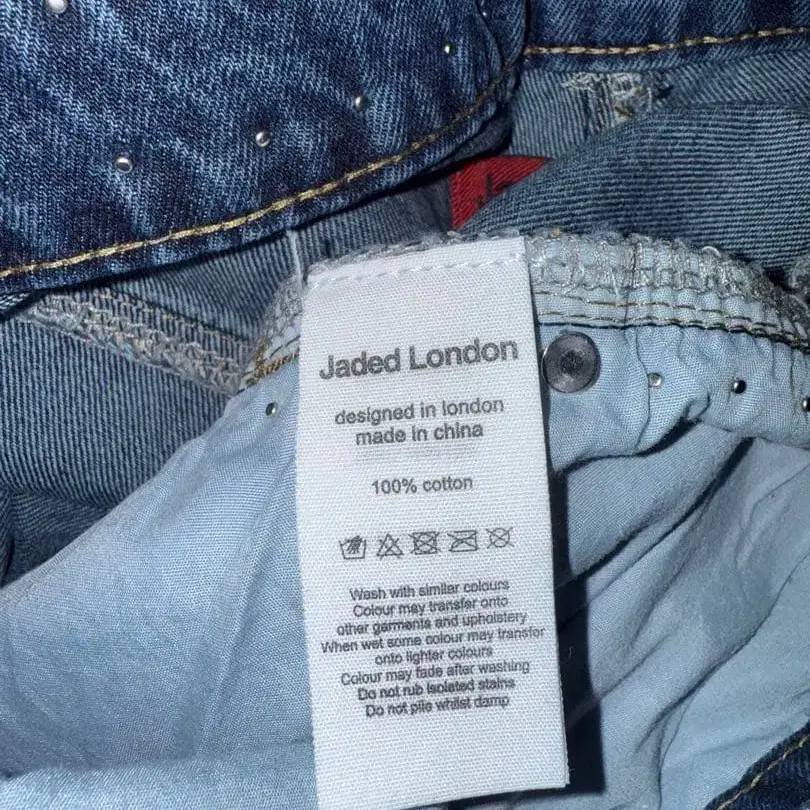 Jaded London
designed in london
made in china
100% cotton
Wash with similar colours
Colour may transfer onto
other garments and upholstery
When wet some colour may transfer
onto lighter colours
Colour may fade after washing
Do not rub isolated stains
Do not pile whilst damp